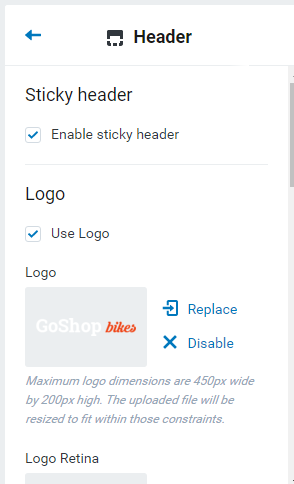 Header
Sticky header
Enable sticky header
Logo
Use Logo
Logo
GoShop bikes
Replace
Disable
Maximum logo dimensions are 450px wide
by 200px high. The uploaded file will be
resized to fit within those constraints.
Logo Retina